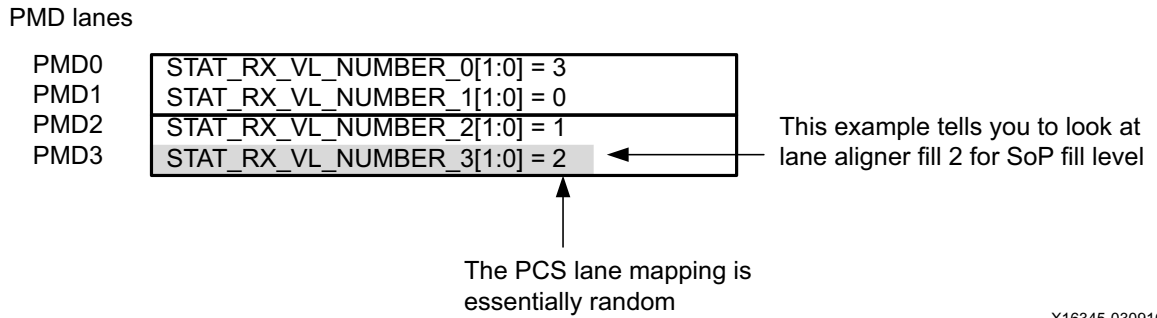 PMD lanes
PMD0 STAT_RX_VL_NUMBER_0[1:0] = 3
PMD1 STAT_RX_VL_NUMBER_1[1:0] = 0
PMD2 STAT_RX_VL_NUMBER_2[1:0] = 1
PMD3 STAT_RX_VL_NUMBER_3[1:0] = 2
This example tells you to look at
lane aligner fill 2 for SoP fill level
The PCS lane mapping is
essentially random